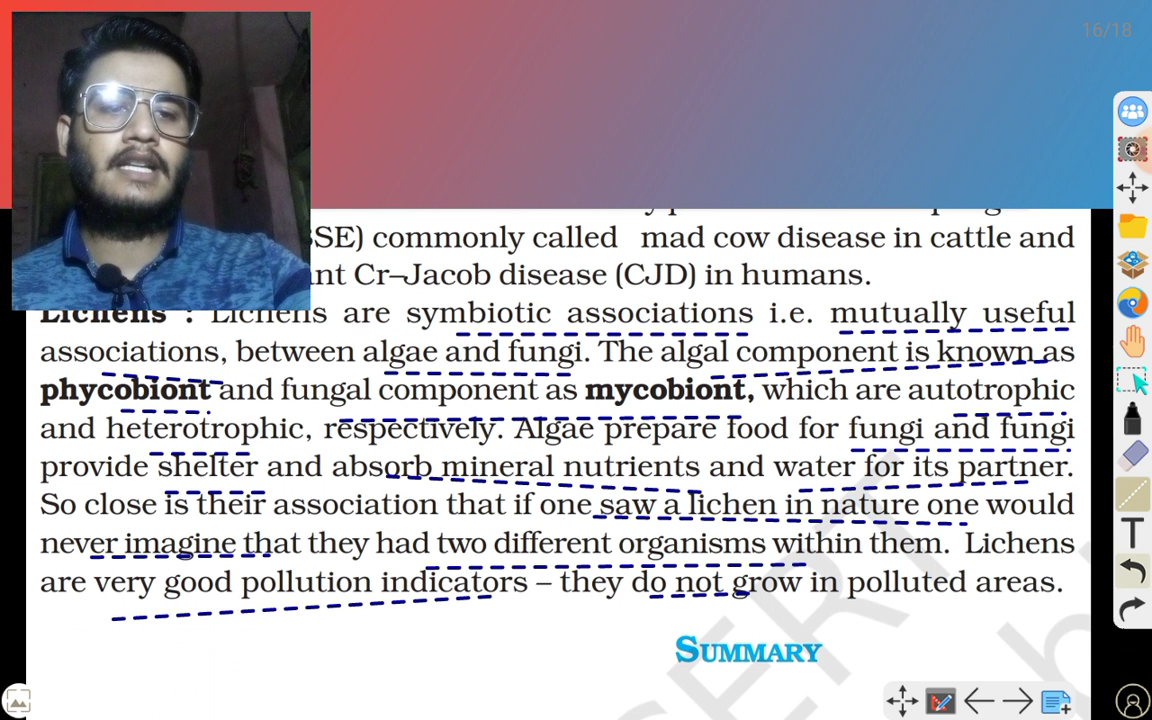 16/18
SSE) commonly called mad cow disease in cattle and
nt Cr–Jacob disease (CJD) in humans.
Lichens : Lichens are symbiotic associations i.e. mutually useful
associations, between algae and fungi. The algal component is known as
phycobiont and fungal component as mycobiont, which are autotrophic
and heterotrophic, respectively. Algae prepare food for fungi and fungi
provide shelter and absorb mineral nutrients and water for its partner.
So close is their association that if one saw a lichen in nature one would
never imagine that they had two different organisms within them. Lichens
are very good pollution indicators – they do not grow in polluted areas.
SUMMARY
T